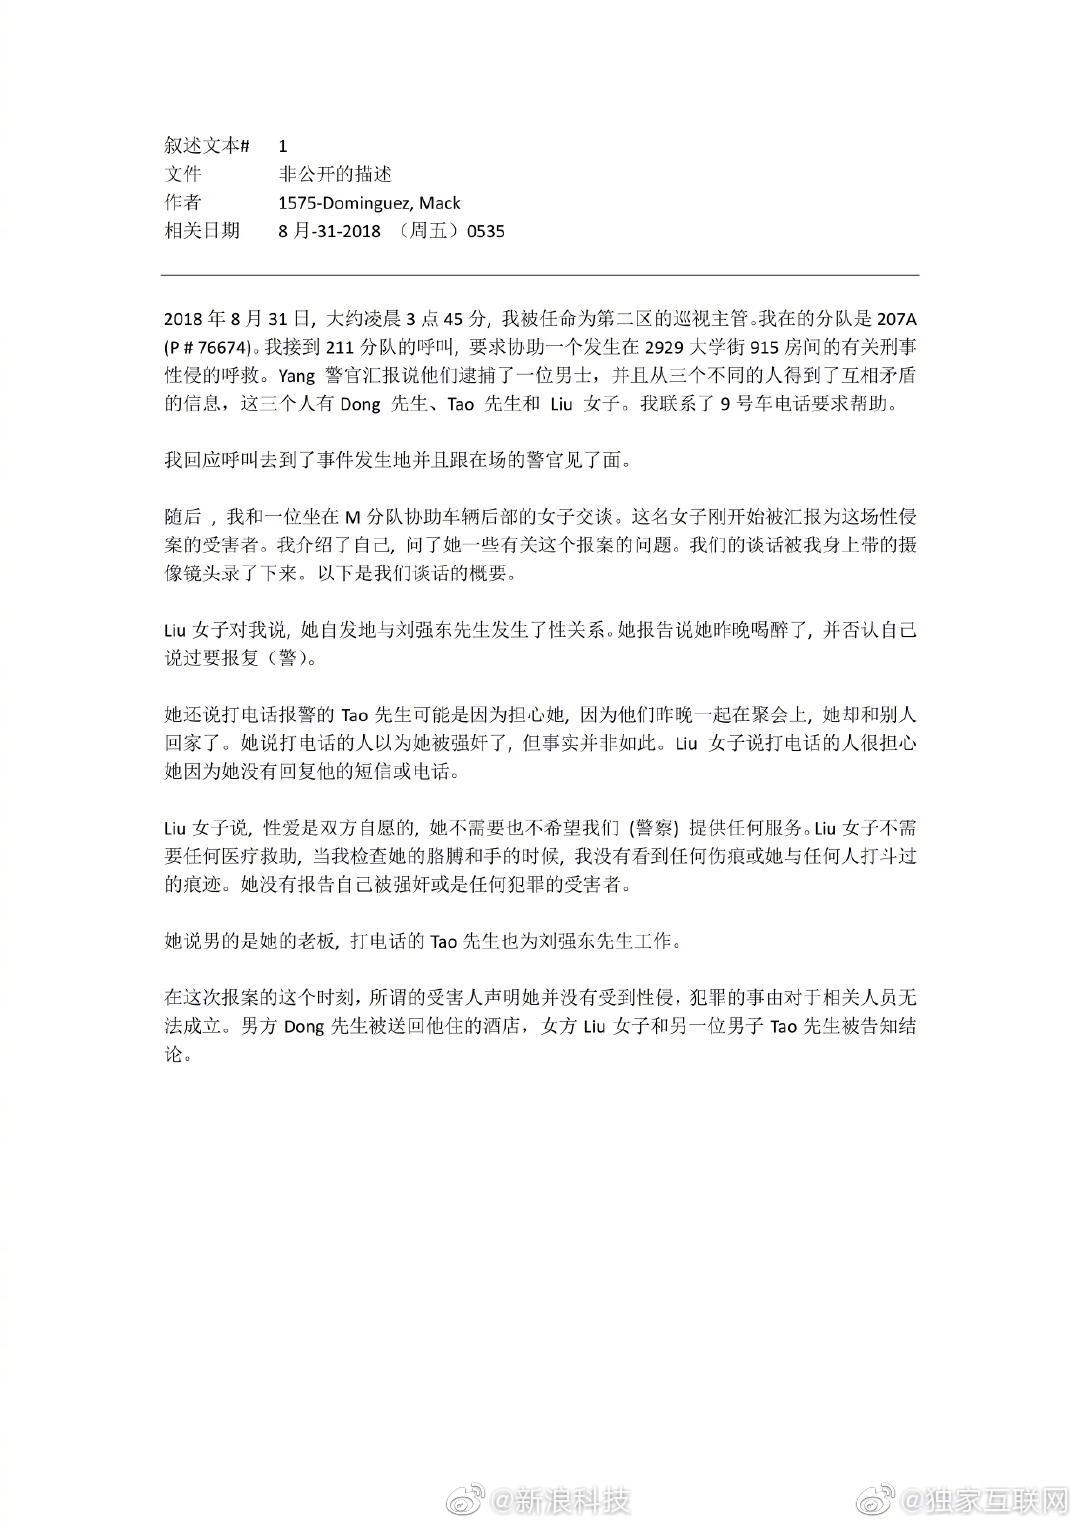 叙述文本# 1
文件 非公开的描述
作者 1575-Dominguez, Mack
相关日期 8 月-31-2018 （周五）0535
2018 年 8 月 31 日, 大约凌晨 3 点 45 分, 我被任命为第二区的巡视主管。我在的分队是 207A
(P # 76674)。我接到 211 分队的呼叫, 要求协助一个发生在 2929 大学街 915 房间的有关刑事
性侵的呼救。Yang 警官汇报说他们逮捕了一位男士，并且从三个不同的人得到了互相矛盾
的信息，这三个人有 Dong 先生、Tao 先生和 Liu 女子。我联系了 9 号车电话要求帮助。
我回应呼叫去到了事件发生地并且跟在场的警官见了面。
随后 , 我和一位坐在 M 分队协助车辆后部的女子交谈。这名女子刚开始被汇报为这场性侵
案的受害者。我介绍了自己, 问了她一些有关这个报案的问题。我们的谈话被我身上带的摄
像镜头录了下来。以下是我们谈话的概要。
Liu 女子对我说, 她自发地与刘强东先生发生了性关系。她报告说她昨晚喝醉了, 并否认自己
说过要报复（警）。
她还说打电话报警的 Tao 先生可能是因为担心她, 因为他们昨晚一起在聚会上, 她却和别人
回家了。她说打电话的人以为她被强奸了, 但事实并非如此。Liu 女子说打电话的人很担心
她因为她没有回复他的短信或电话。
Liu 女子说, 性爱是双方自愿的, 她不需要也不希望我们 (警察) 提供任何服务。Liu 女子不需
要任何医疗救助, 当我检查她的胳膊和手的时候, 我没有看到任何伤痕或她与任何人打斗过
的痕迹。她没有报告自己被强奸或是任何犯罪的受害者。
她说男的是她的老板, 打电话的 Tao 先生也为刘强东先生工作。
在这次报案的这个时刻，所谓的受害人声明她并没有受到性侵，犯罪的事由对于相关人员无
法成立。男方 Dong 先生被送回他住的酒店，女方 Liu 女子和另一位男子 Tao 先生被告知结
论。
@新浪科技 @独家互联网